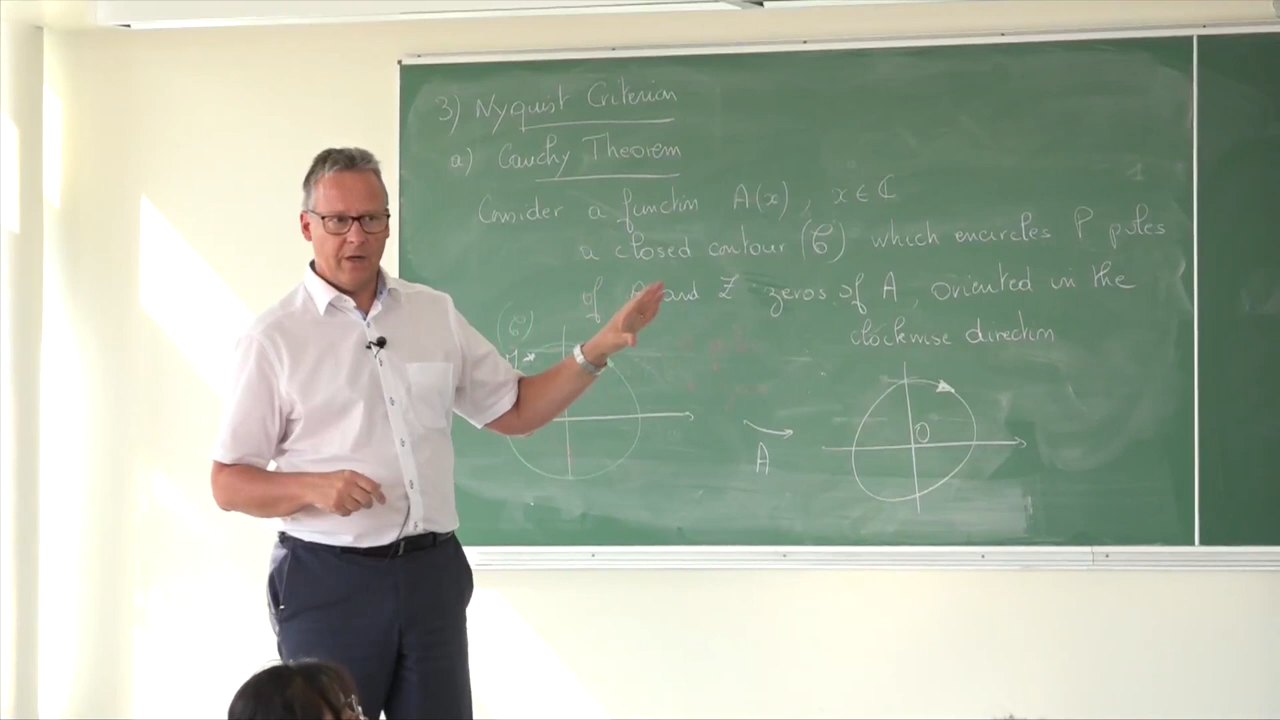 3) Nyquist Criterion
a) Cauchy Theorem
Consider a function A(x), x ∈ ℂ
a closed contour (C) which encircles P poles
of A and Z zeros of A, oriented in the
clockwise direction
(C)
M
O
A